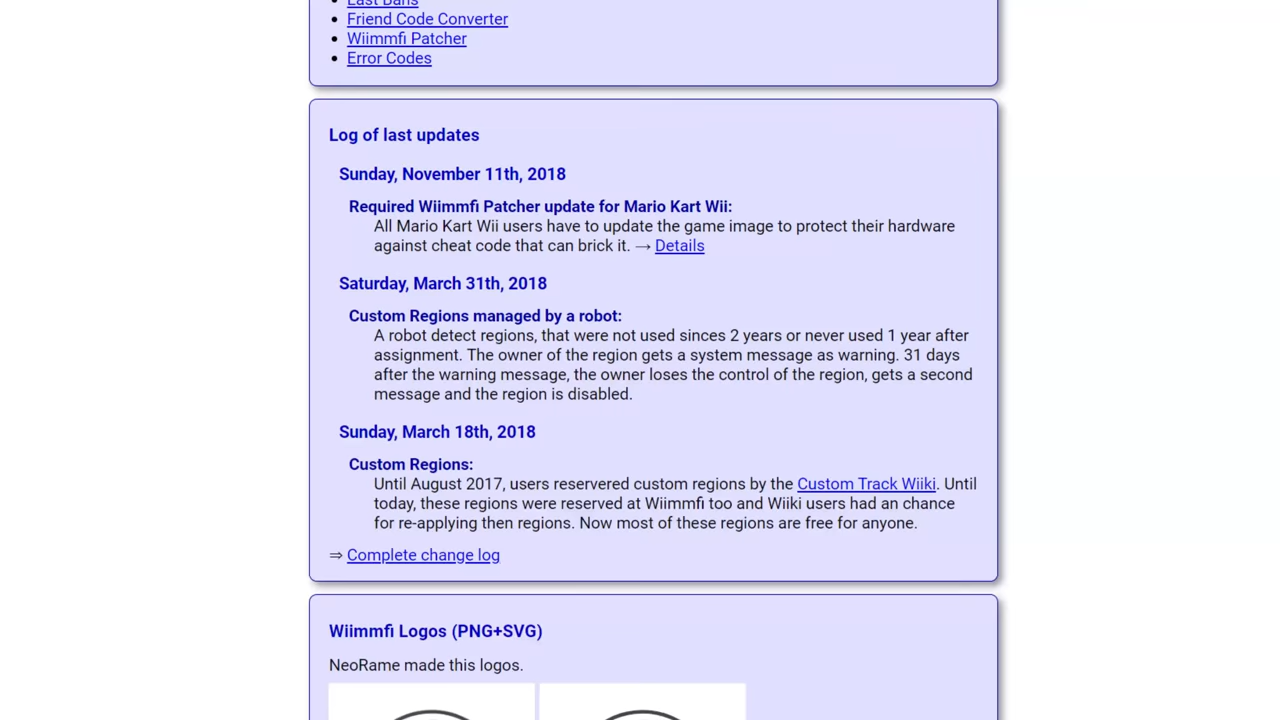 Last Bans
Friend Code Converter
Wiimmfi Patcher
Error Codes
Log of last updates
Sunday, November 11th, 2018
Required Wiimmfi Patcher update for Mario Kart Wii:
All Mario Kart Wii users have to update the game image to protect their hardware
against cheat code that can brick it. → Details
Saturday, March 31th, 2018
Custom Regions managed by a robot:
A robot detect regions, that were not used sinces 2 years or never used 1 year after
assignment. The owner of the region gets a system message as warning. 31 days
after the warning message, the owner loses the control of the region, gets a second
message and the region is disabled.
Sunday, March 18th, 2018
Custom Regions:
Until August 2017, users reservered custom regions by the Custom Track Wiiki. Until
today, these regions were reserved at Wiimmfi too and Wiiki users had an chance
for re-applying then regions. Now most of these regions are free for anyone.
⇒ Complete change log
Wiimmfi Logos (PNG+SVG)
NeoRame made this logos.